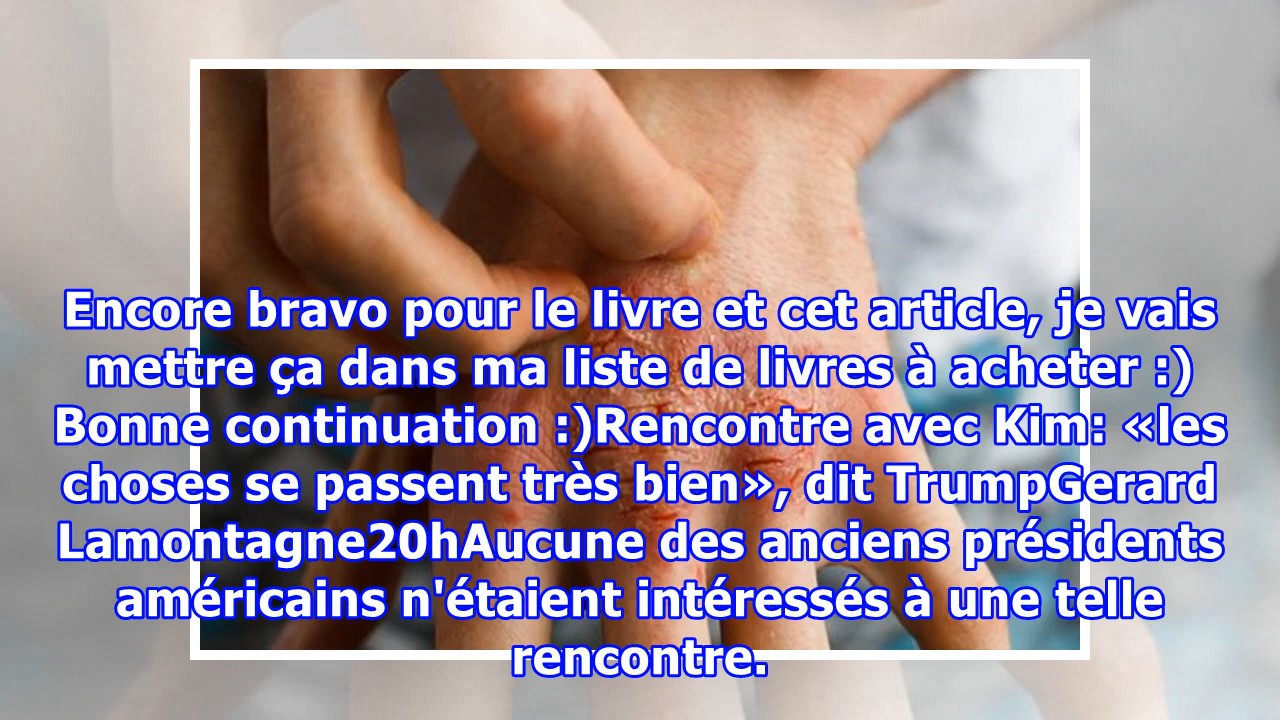 Encore bravo pour le livre et cet article, je vais
mettre ça dans ma liste de livres à acheter :)
Bonne continuation :)Rencontre avec Kim: «les
choses se passent très bien», dit TrumpGerard
Lamontagne20hAucune des anciens présidents
américains n'étaient intéressés à une telle
rencontre.